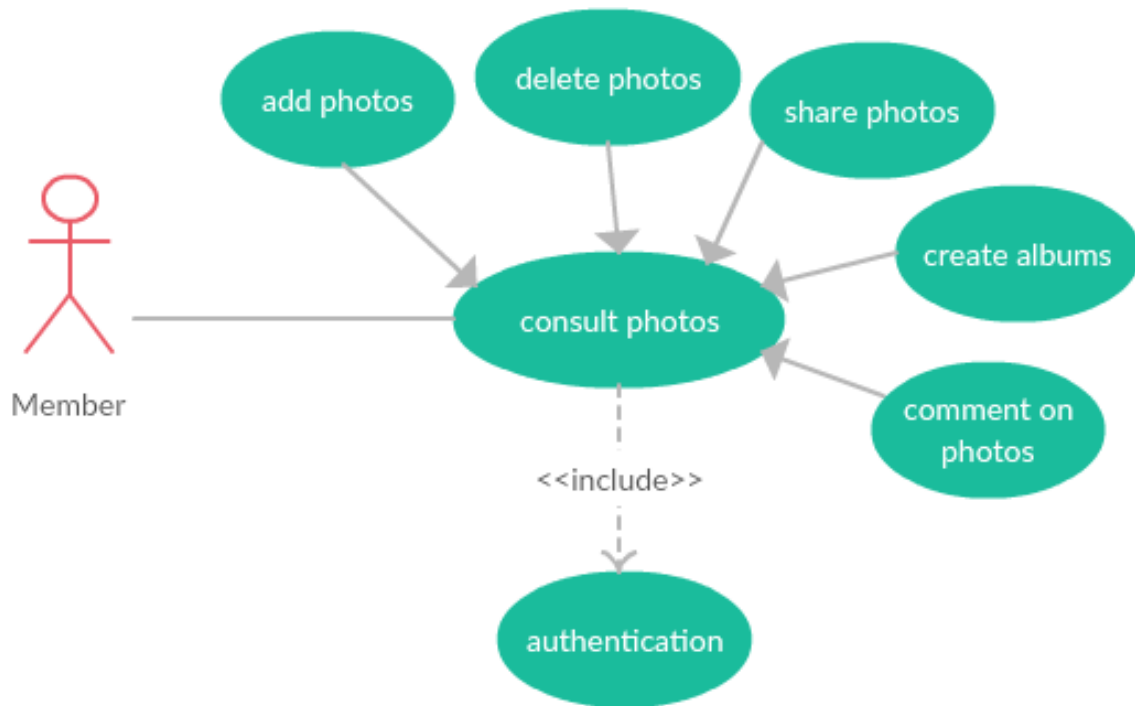 add photos
delete photos
share photos
create albums
consult photos
Member
comment on
photos
<<include>>
authentication